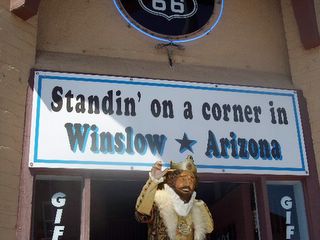 66
Standin' on a corner in
Winslow ★ Arizona
GIF
GIF